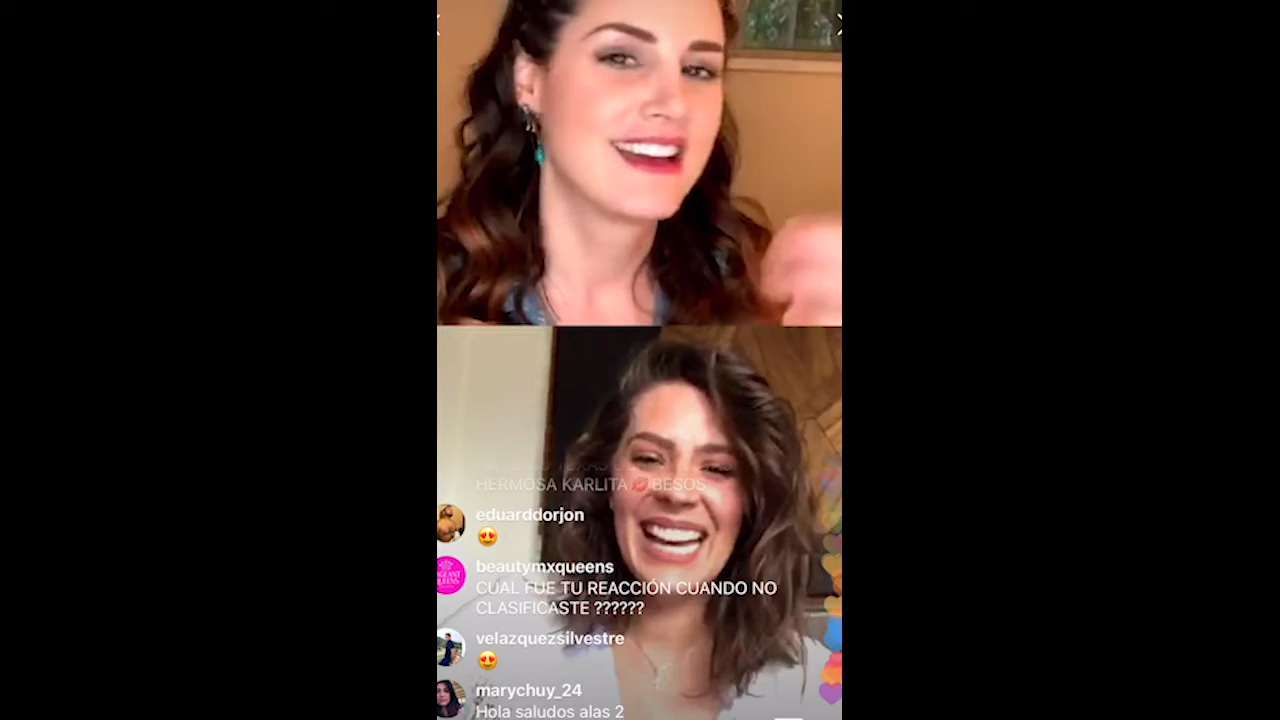 HERMOSA KARLITA💋BESOS
eduarddorjon
😍
beautymxqueens
CUAL FUE TU REACCIÓN CUANDO NO
CLASIFICASTE ??????
velazquezsilvestre
😍
marychuy_24
Hola saludos alas 2